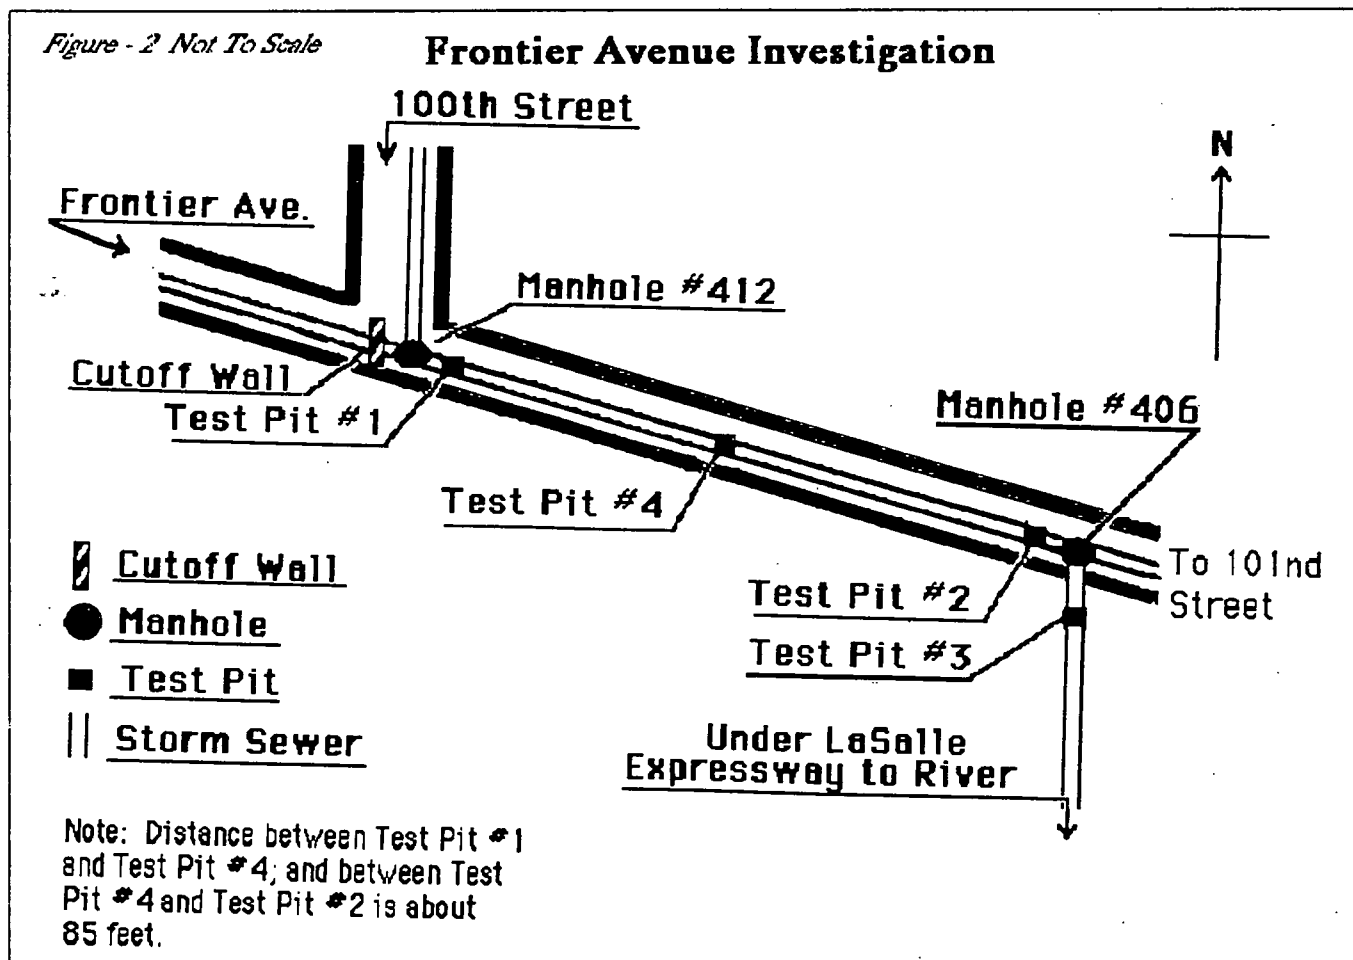 Figure - 2 Not To Scale
Frontier Avenue Investigation
100th Street
N
Frontier Ave.
Manhole #412
Cutoff Wall
Test Pit #1
Manhole #406
Test Pit #4
To 101nd
Street
Test Pit #2
Test Pit #3
Cutoff Wall
Manhole
Test Pit
Storm Sewer
Under LaSalle
Expressway to River
Note: Distance between Test Pit #1
and Test Pit #4; and between Test
Pit #4 and Test Pit #2 is about
85 feet.